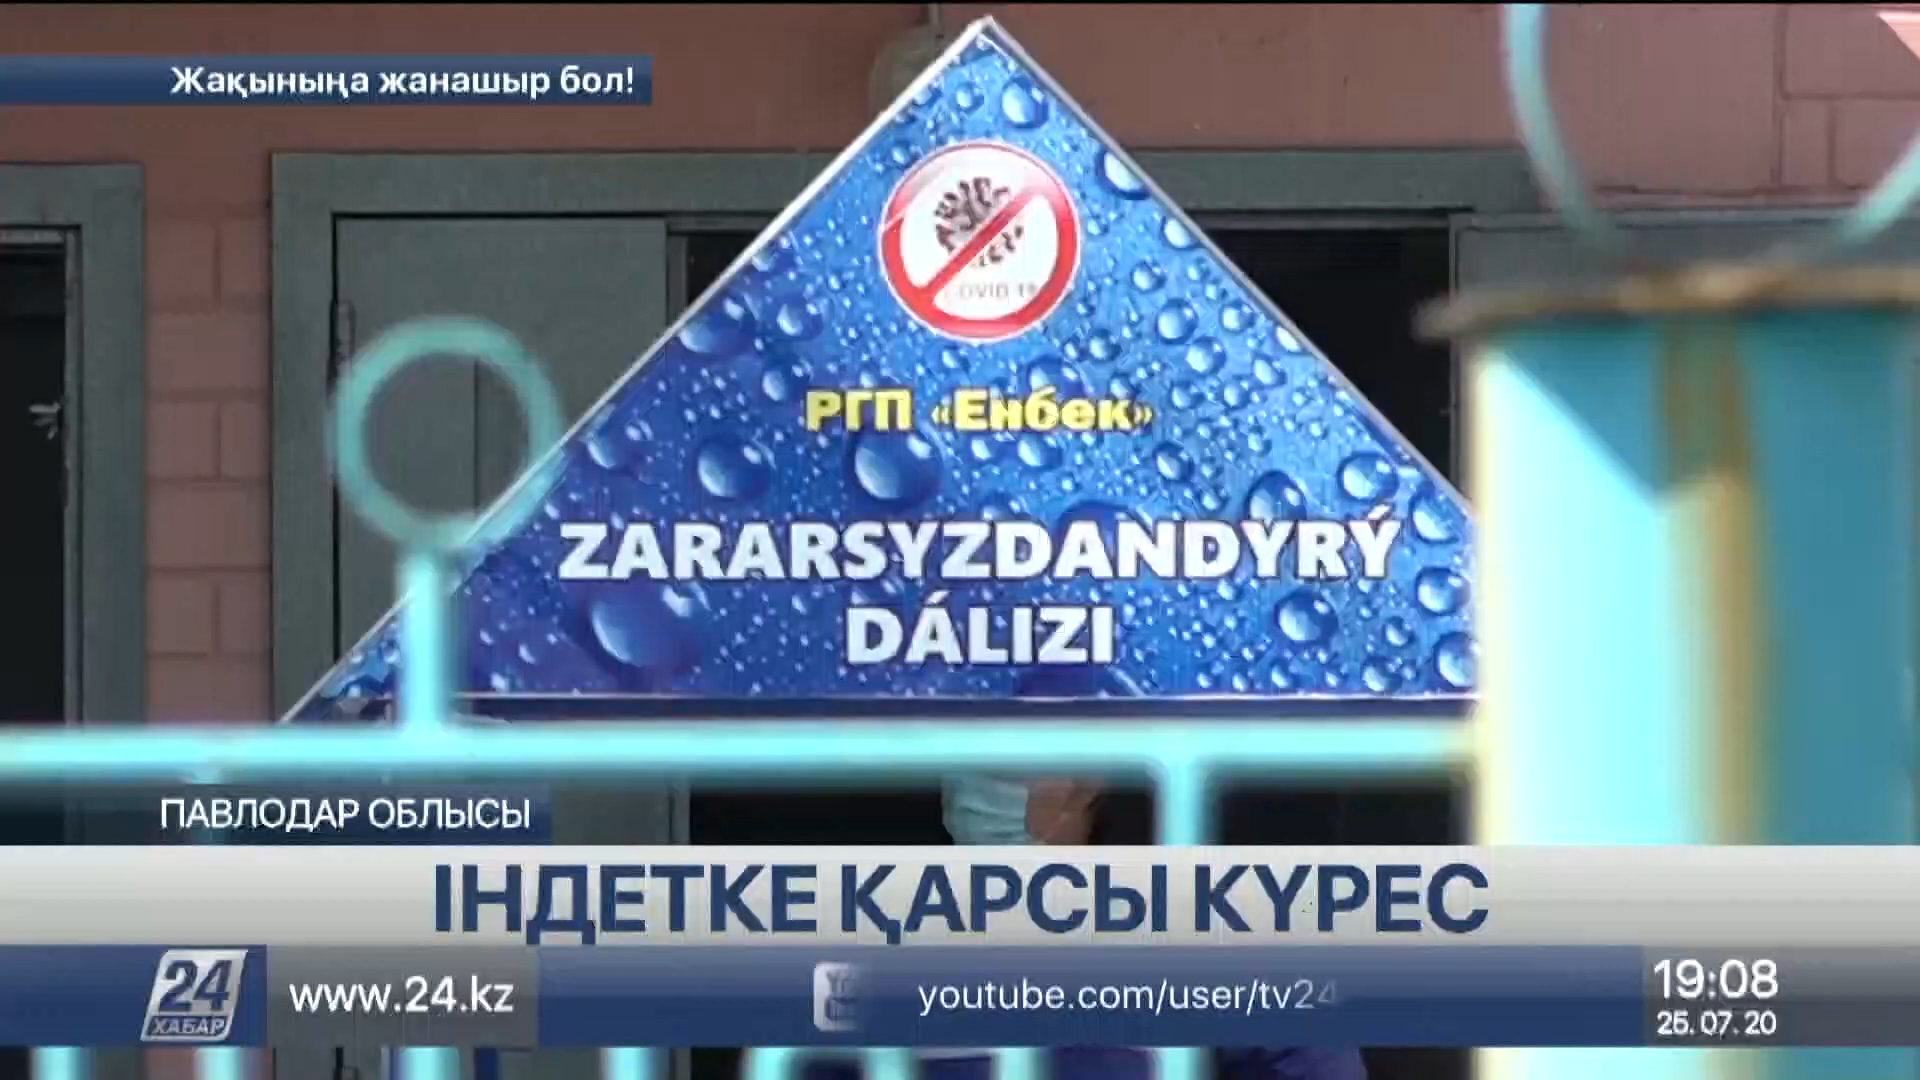 Жақыныңа жанашыр бол!
COVID 19
РГП «Енбек»
ZARARSYZDANDYRÝ
DÁLIZI
ПАВЛОДАР ОБЛЫСЫ
ІНДЕТКЕ ҚАРСЫ КҮРЕС
24
ХАБАР
www.24.kz
youtube.com/user/tv24
19:08
25.07.20